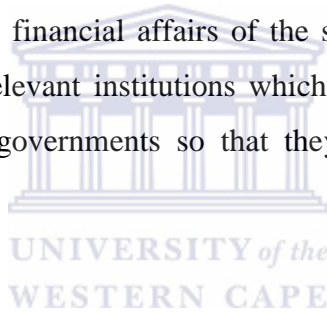 financial affairs of the s
elevant institutions which
governments so that they
UNIVERSITY of the
WESTERN CAPE